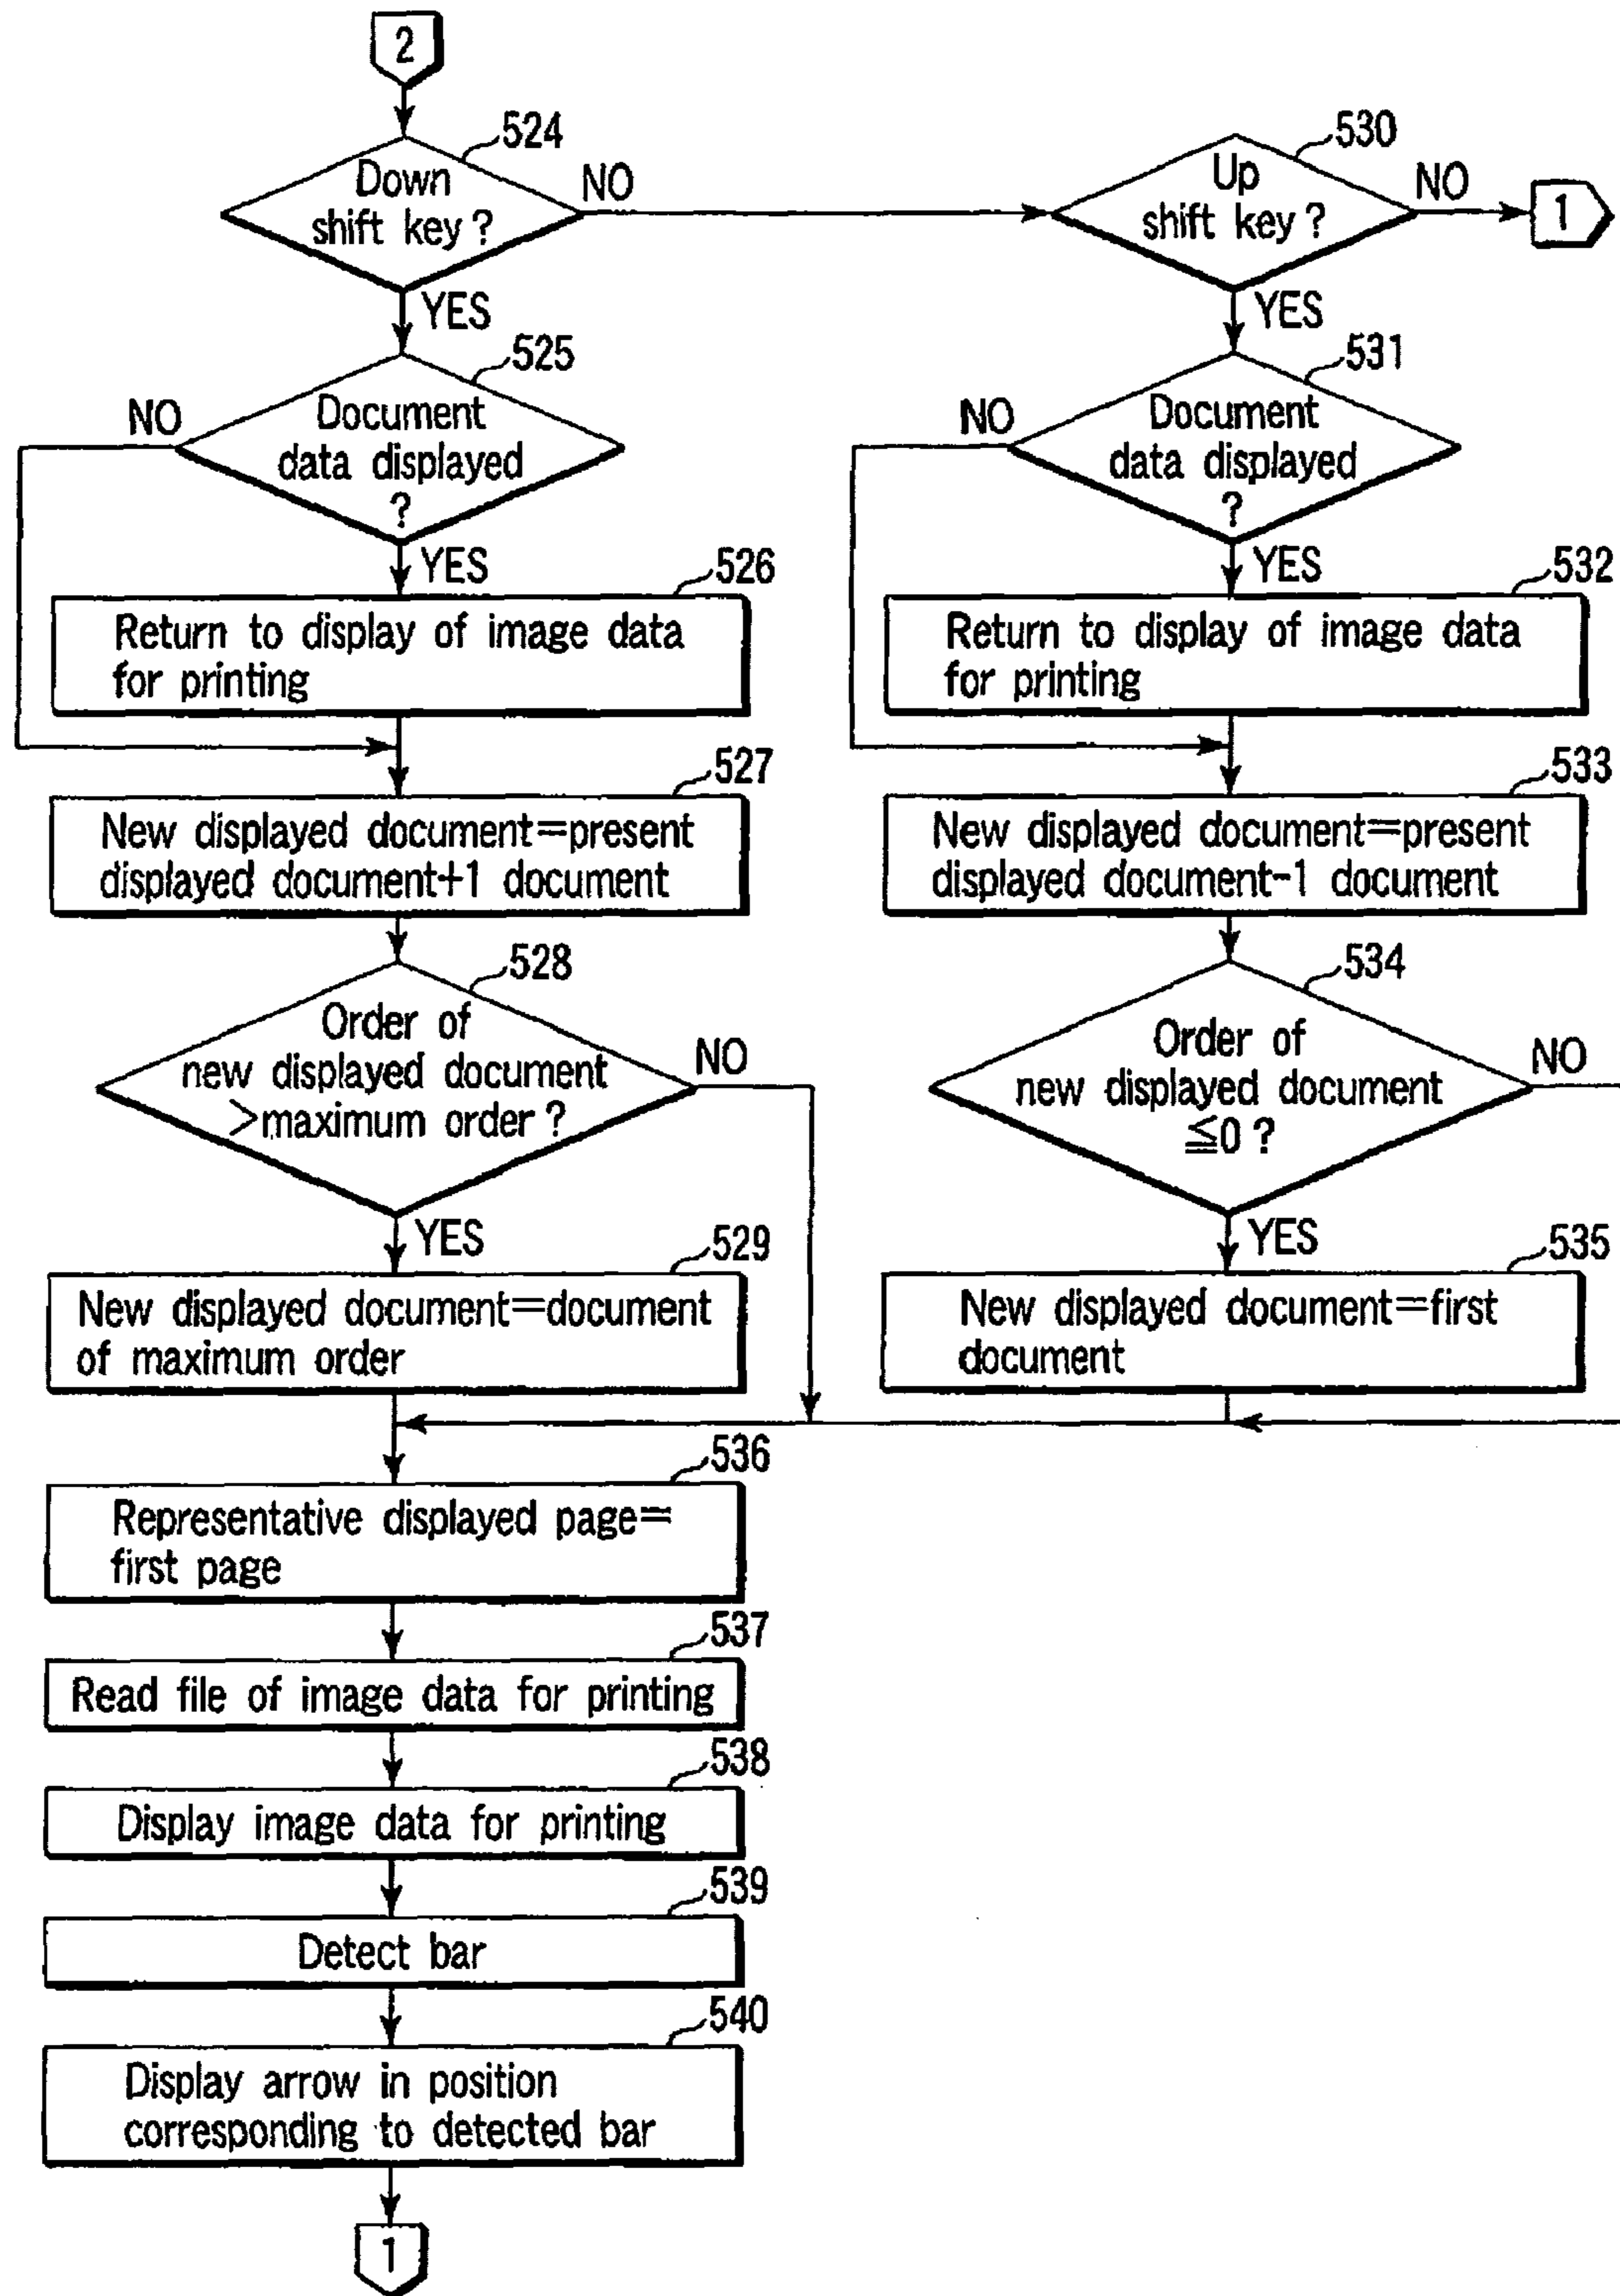 2
524
530
Down
shift key?
NO
Up
shift key?
NO
1
YES
YES
525
531
NO
Document
data displayed
?
NO
Document
data displayed
?
YES
526
YES
532
Return to display of image data
for printing
Return to display of image data
for printing
527
533
New displayed document=present
displayed document+1 document
New displayed document=present
displayed document-1 document
528
534
Order of
new displayed document
>maximum order?
NO
Order of
new displayed document
≦0?
NO
YES
529
YES
535
New displayed document=document
of maximum order
New displayed document=first
document
536
Representative displayed page=
first page
537
Read file of image data for printing
538
Display image data for printing
539
Detect bar
540
Display arrow in position
corresponding to detected bar
1